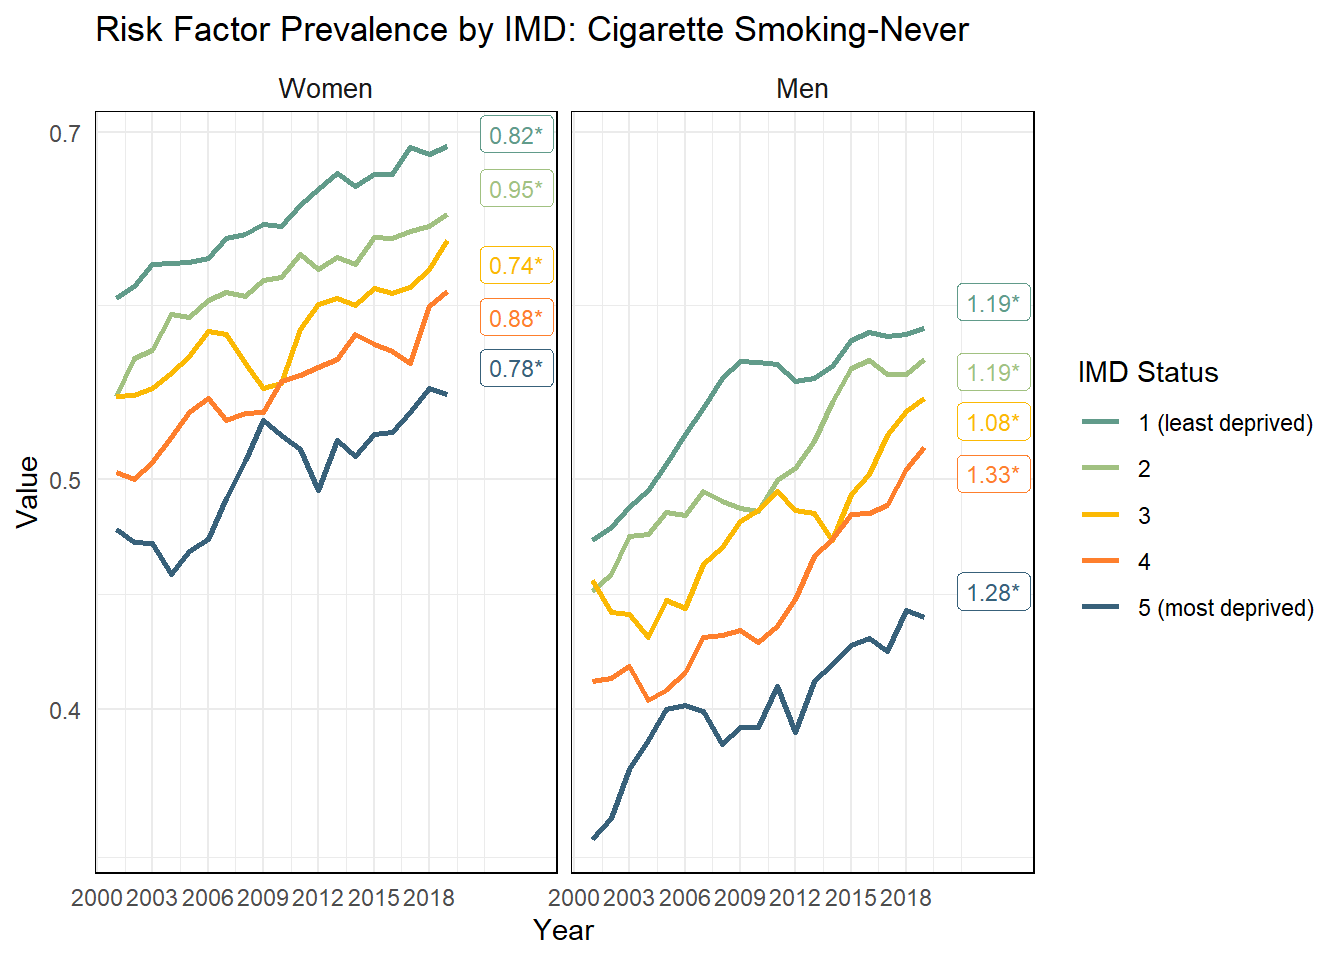 Risk Factor Prevalence by IMD: Cigarette Smoking-Never
Women
Men
0.7
0.5
0.4
Value
0.82*
0.95*
0.74*
0.88*
0.78*
1.19*
1.19*
1.08*
1.33*
1.28*
2000 2003 2006 2009 2012 2015 2018
2000 2003 2006 2009 2012 2015 2018
Year
IMD Status
1 (least deprived)
2
3
4
5 (most deprived)